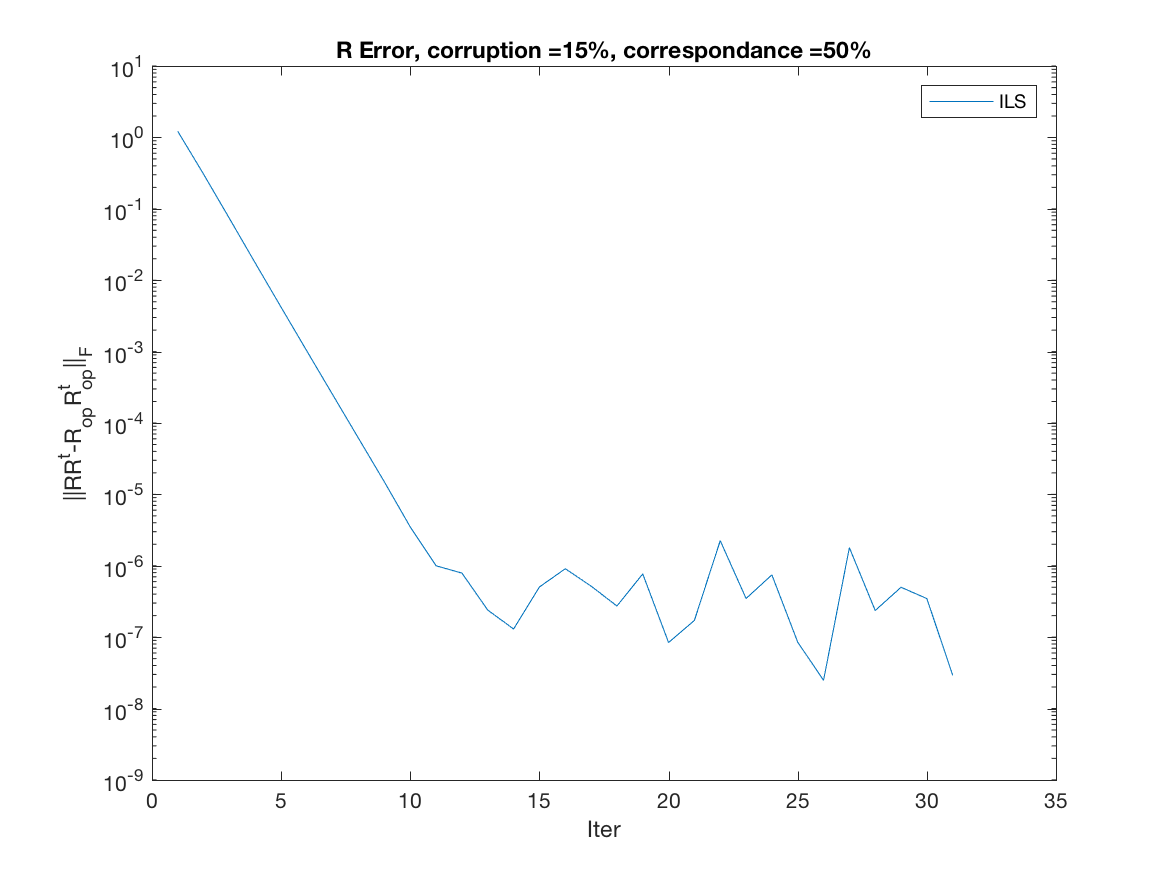 R Error, corruption =15%, correspondance =50%
ILS
10^1
10^0
10^-1
10^-2
10^-3
10^-4
10^-5
10^-6
10^-7
10^-8
10^-9
||RR^t-R_op R^t_op||_F
0 5 10 15 20 25 30 35
Iter